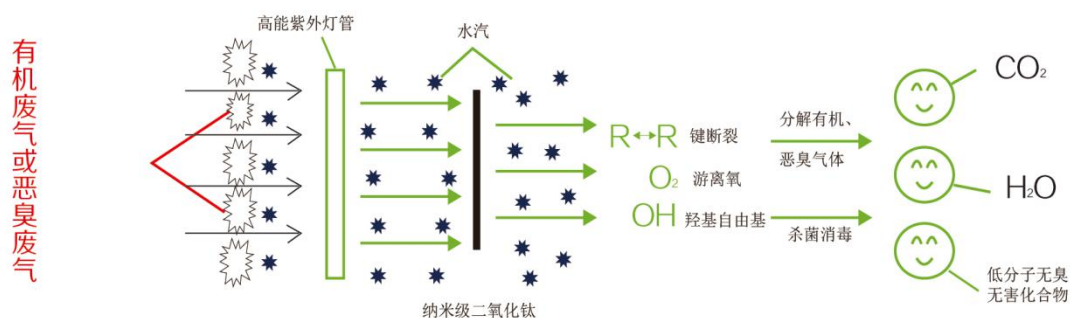 有机废气或恶臭废气
高能紫外灯管
水汽
纳米级二氧化钛
R↔R 键断裂
O₂ 游离氧
OH 羟基自由基
分解有机、
恶臭气体
杀菌消毒
CO₂
H₂O
低分子无臭
无害化合物